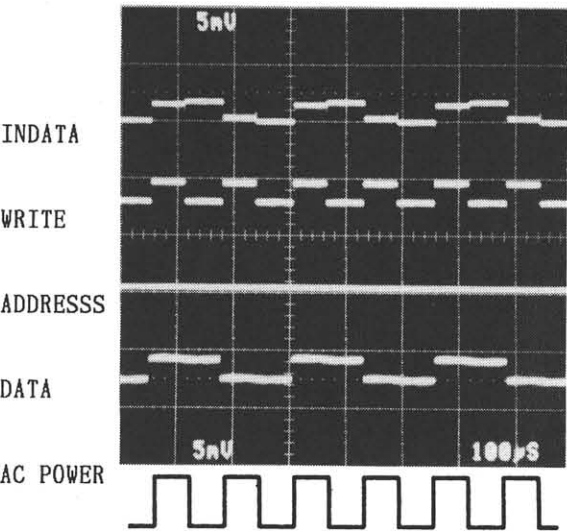 5mV
INDATA
WRITE
ADDRESSS
DATA
5mV 100μS
AC POWER